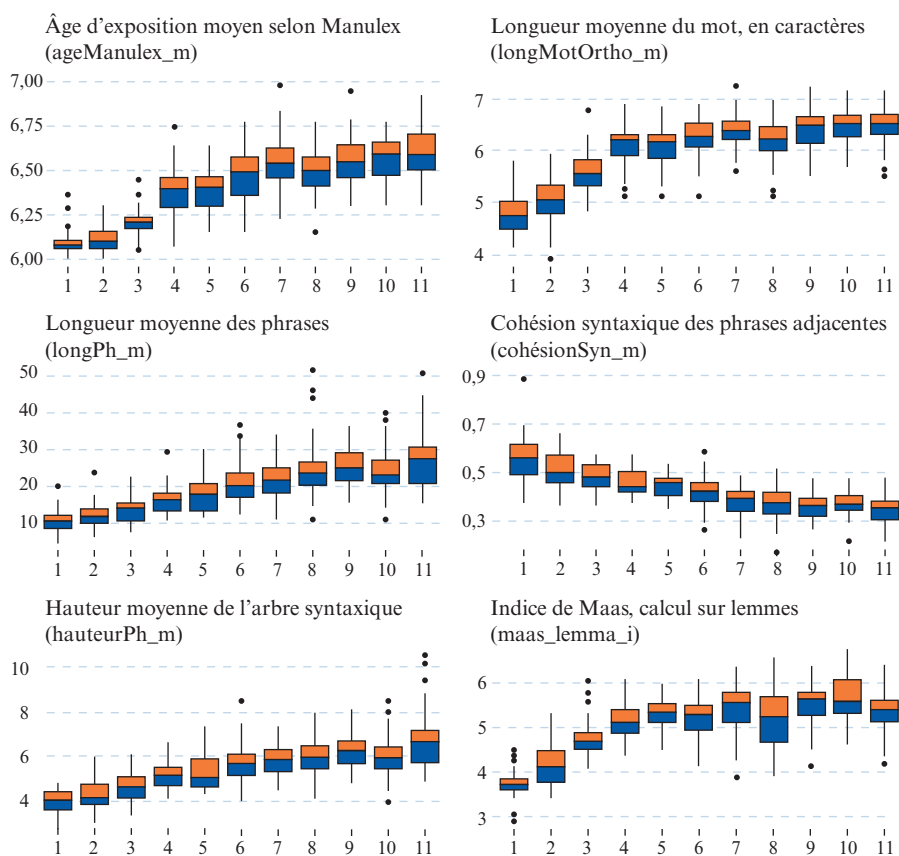 Âge d’exposition moyen selon Manulex
(ageManulex_m)
7,00
6,75
6,50
6,25
6,00
1 2 3 4 5 6 7 8 9 10 11
Longueur moyenne du mot, en caractères
(longMotOrtho_m)
7
6
5
4
1 2 3 4 5 6 7 8 9 10 11
Longueur moyenne des phrases
(longPh_m)
50
40
30
20
10
1 2 3 4 5 6 7 8 9 10 11
Cohésion syntaxique des phrases adjacentes
(cohésionSyn_m)
0,9
0,7
0,5
0,3
1 2 3 4 5 6 7 8 9 10 11
Hauteur moyenne de l’arbre syntaxique
(hauteurPh_m)
10
8
6
4
1 2 3 4 5 6 7 8 9 10 11
Indice de Maas, calcul sur lemmes
(maas_lemma_i)
6
5
4
3
1 2 3 4 5 6 7 8 9 10 11